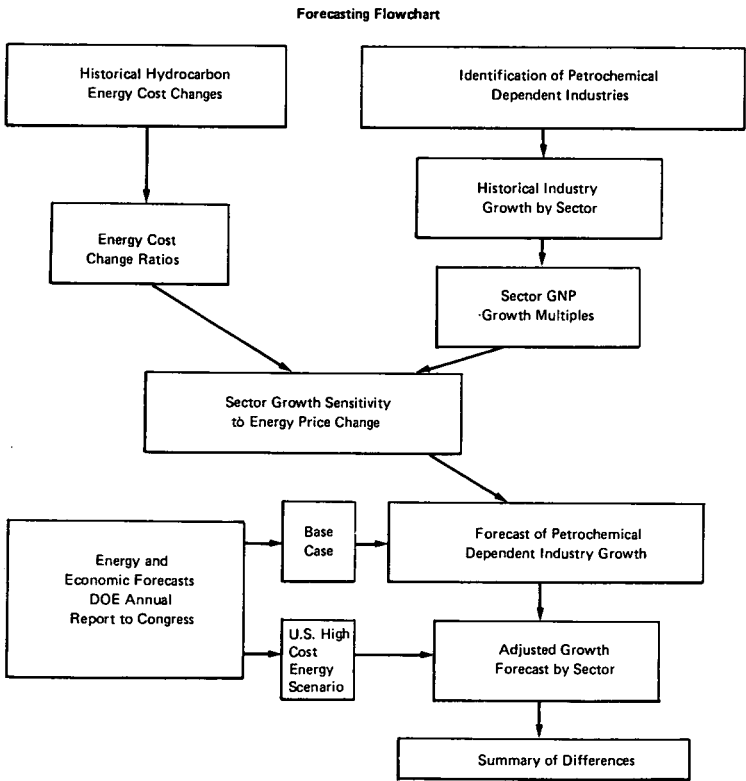 Forecasting Flowchart
Historical Hydrocarbon
Energy Cost Changes
Identification of Petrochemical
Dependent Industries
Historical Industry
Growth by Sector
Energy Cost
Change Ratios
Sector GNP
·Growth Multiples
Sector Growth Sensitivity
tò Energy Price Change
Energy and
Economic Forecasts
DOE Annual
Report to Congress
Base
Case
Forecast of Petrochemical
Dependent Industry Growth
U.S. High
Cost
Energy
Scenario
Adjusted Growth
Forecast by Sector
Summary of Differences